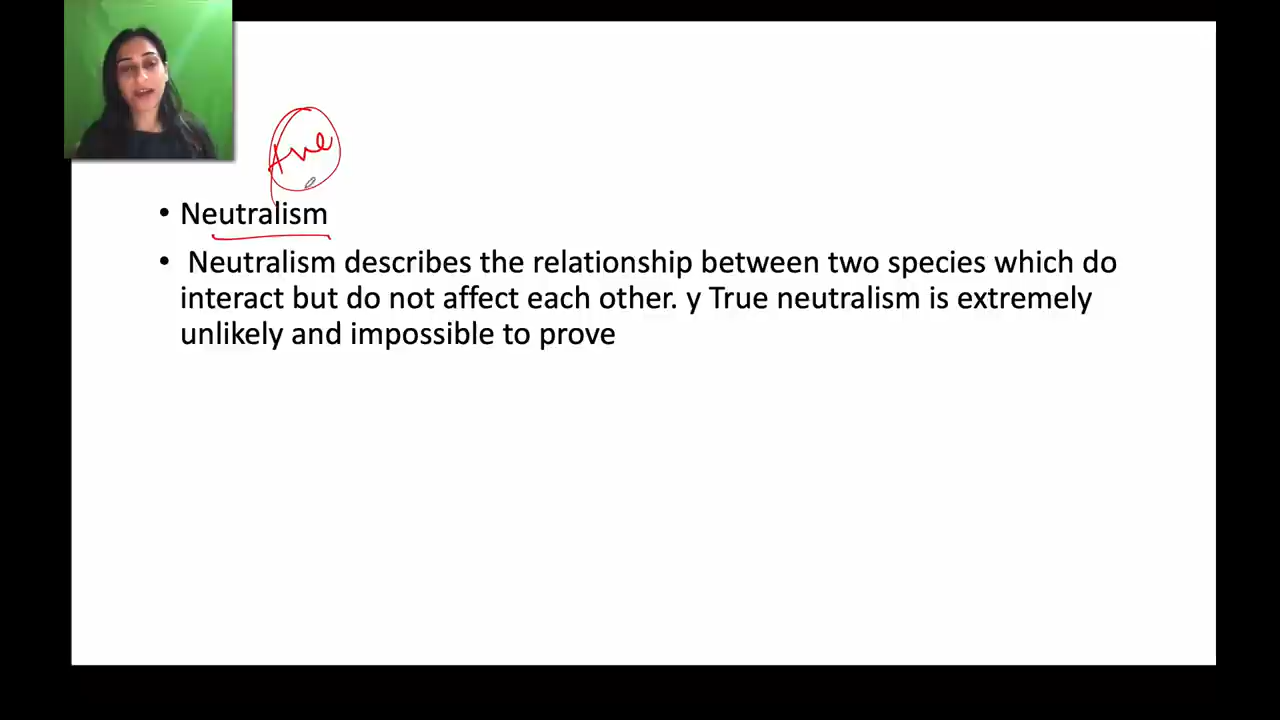 +ve
• Neutralism
• Neutralism describes the relationship between two species which do
interact but do not affect each other. y True neutralism is extremely
unlikely and impossible to prove